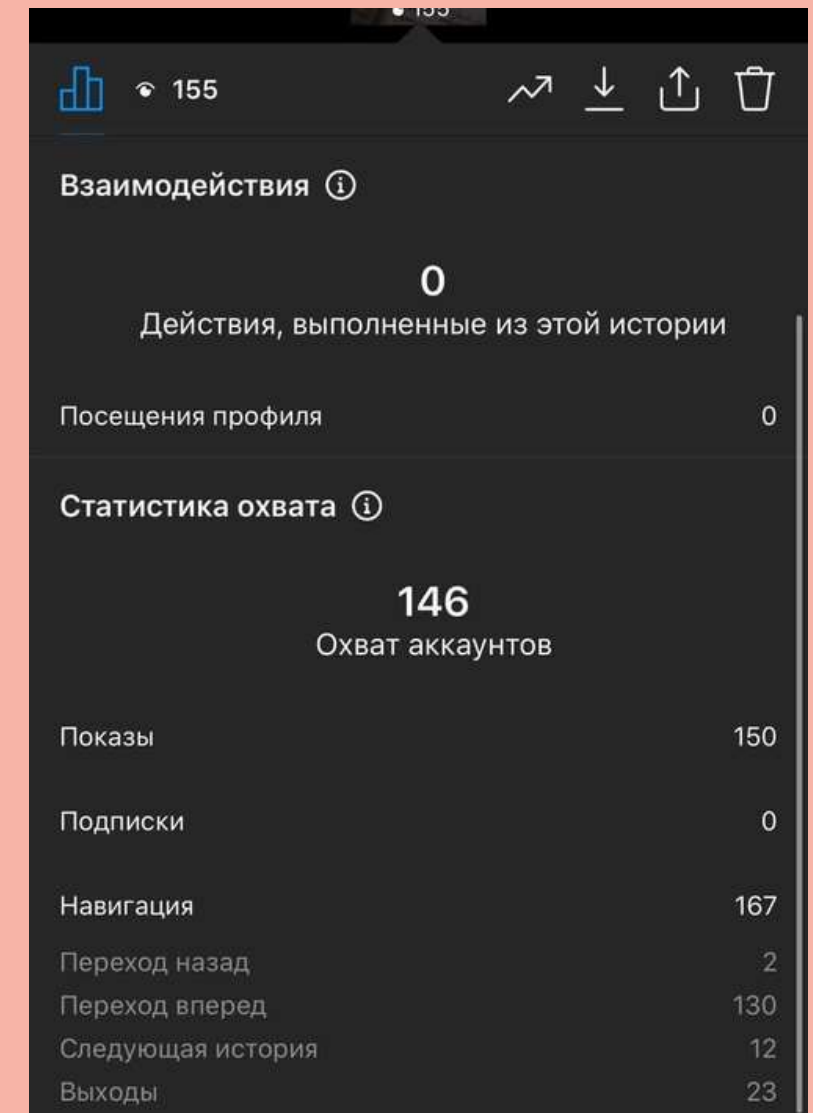 155
155
Взаимодействия
0
Действия, выполненные из этой истории
Посещения профиля 0
Статистика охвата
146
Охват аккаунтов
Показы 150
Подписки 0
Навигация 167
Переход назад 2
Переход вперед 130
Следующая история 12
Выходы 23